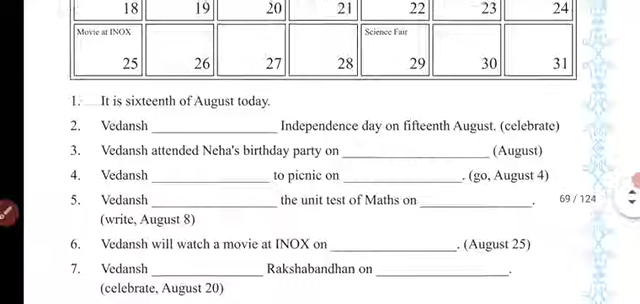 18 19 20 21 22 23 24
Movie at INOX Science Fair
25 26 27 28 29 30 31
1. It is sixteenth of August today.
2. Vedansh ____________ Independence day on fifteenth August. (celebrate)
3. Vedansh attended Neha's birthday party on ____________ (August)
4. Vedansh ____________ to picnic on ____________. (go, August 4)
5. Vedansh ____________ the unit test of Maths on ____________.
69 / 124
(write, August 8)
6. Vedansh will watch a movie at INOX on ____________. (August 25)
7. Vedansh ____________ Rakshabandhan on ____________.
(celebrate, August 20)